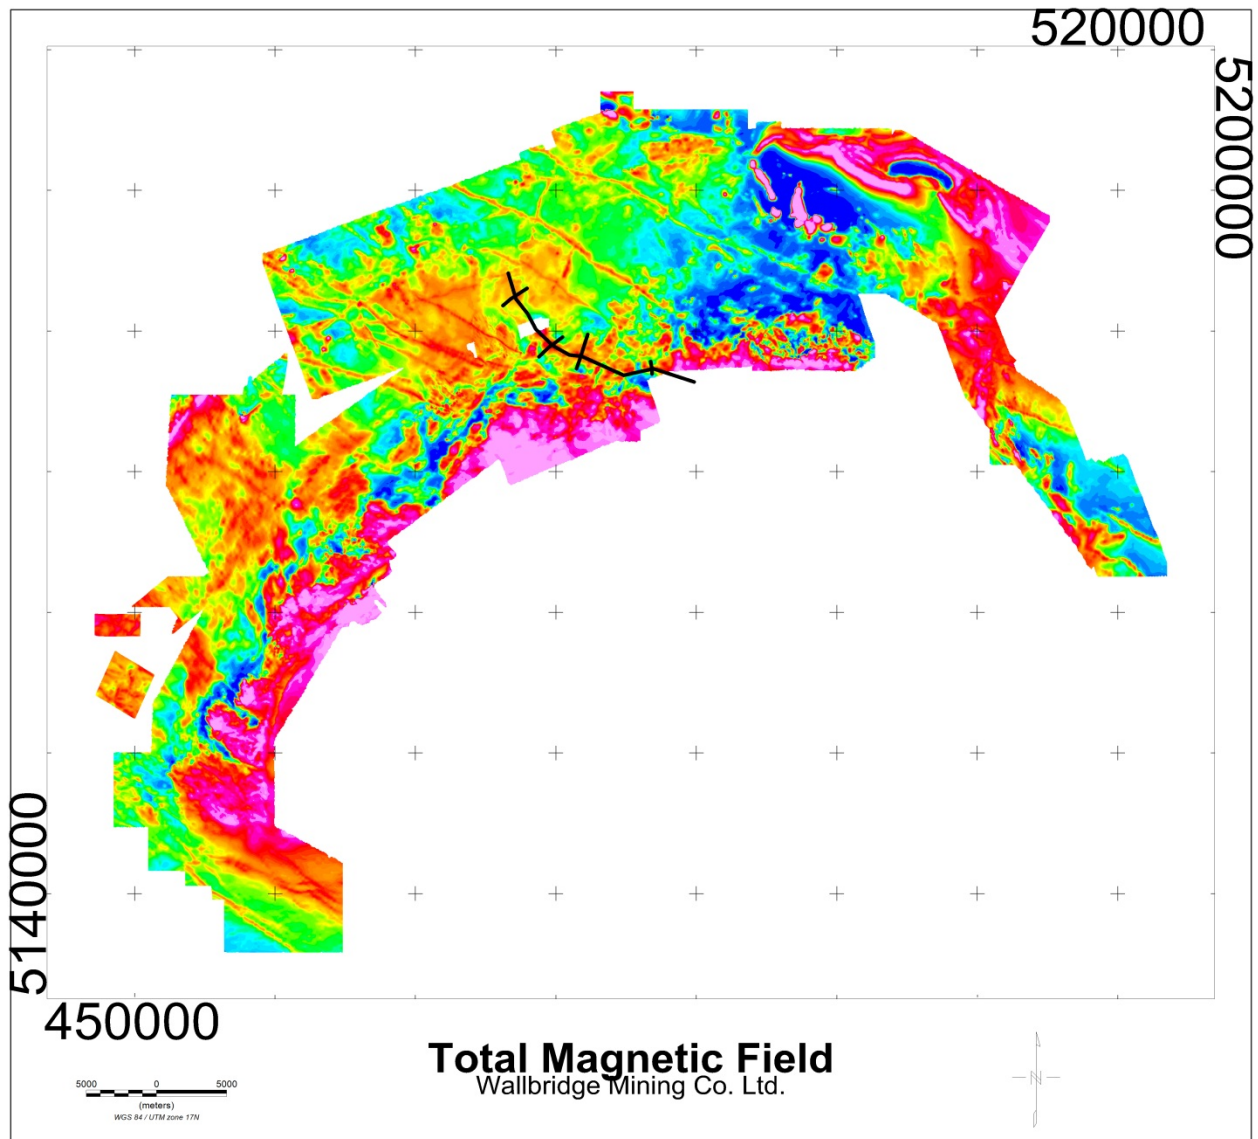 520000
5200000
5140000
450000
Total Magnetic Field
Wallbridge Mining Co. Ltd.
5000 0 5000
(meters)
WGS 84 / UTM zone 17N
N